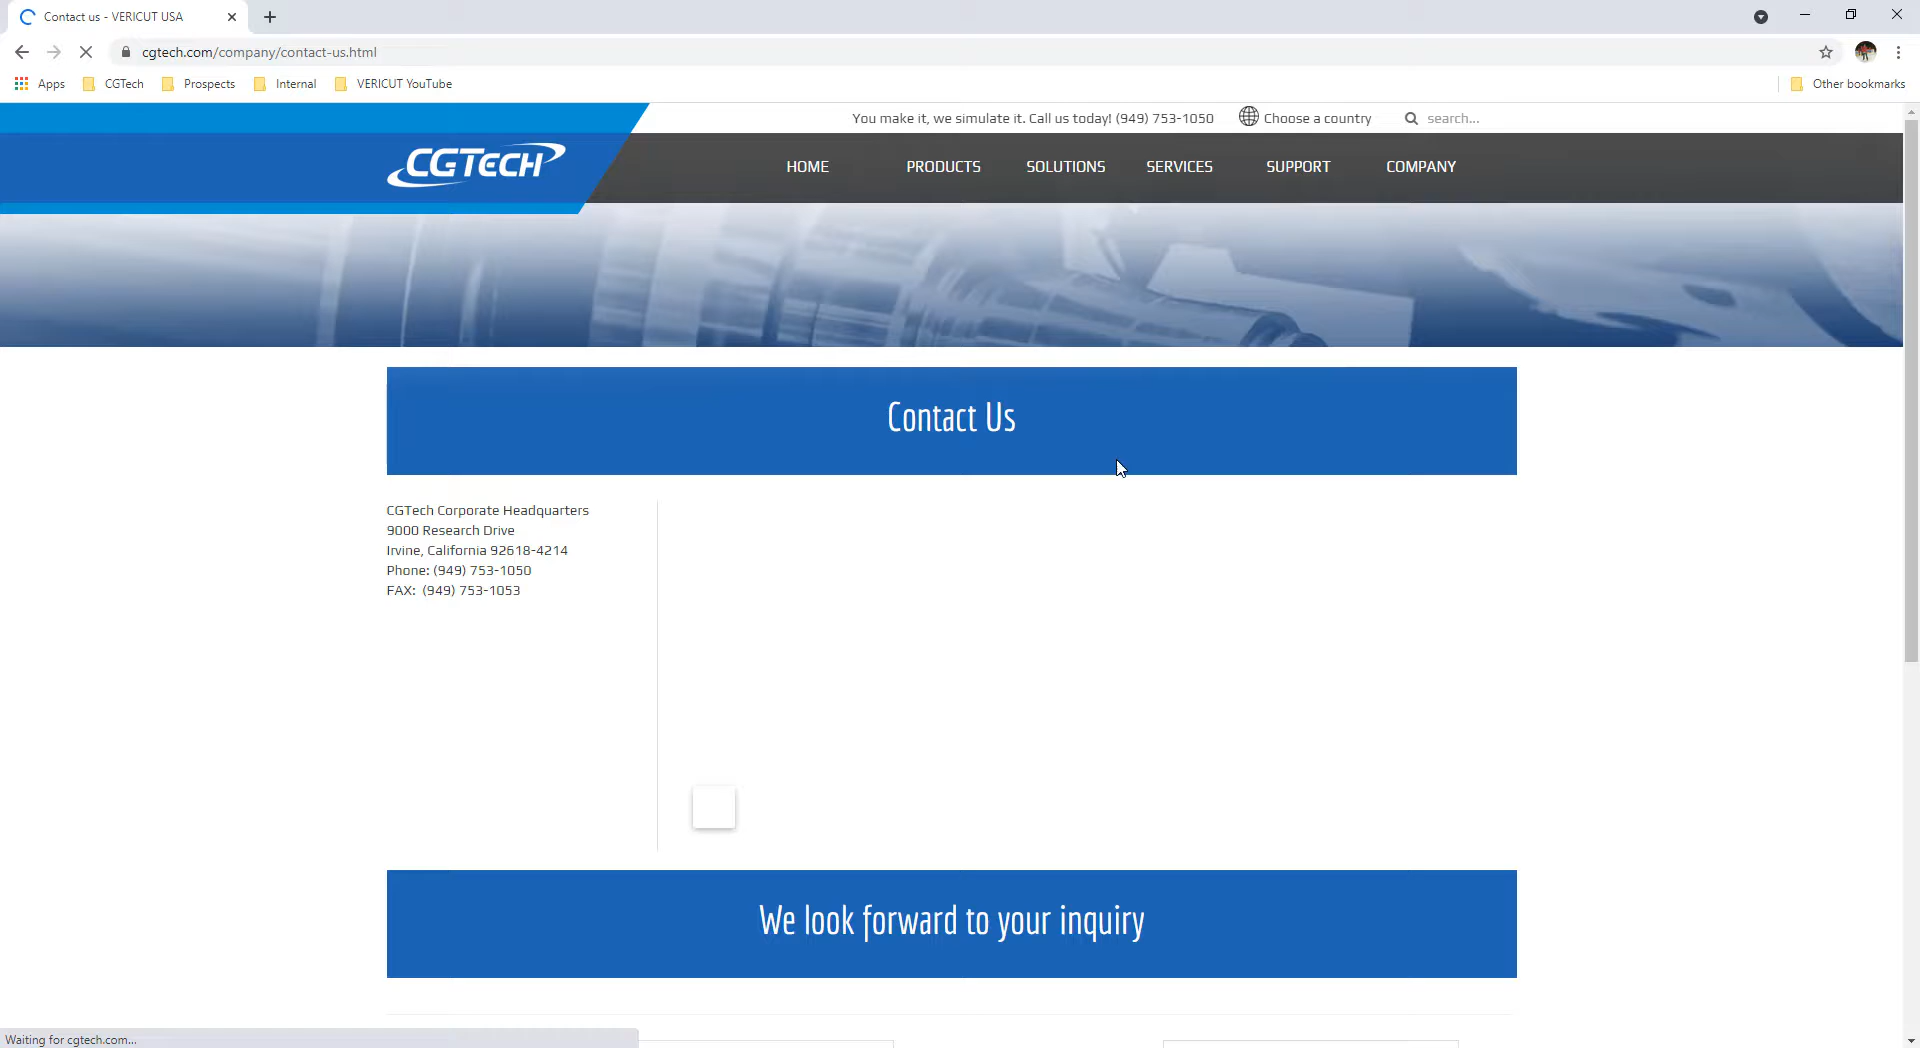 Contact us - VERICUT USA
cgtech.com/company/contact-us.html
Apps CGTech Prospects Internal VERICUT YouTube Other bookmarks
You make it, we simulate it. Call us today! (949) 753-1050 Choose a country search...
CGTECH HOME PRODUCTS SOLUTIONS SERVICES SUPPORT COMPANY
Contact Us
CGTech Corporate Headquarters
9000 Research Drive
Irvine, California 92618-4214
Phone: (949) 753-1050
FAX: (949) 753-1053
We look forward to your inquiry
Waiting for cgtech.com...